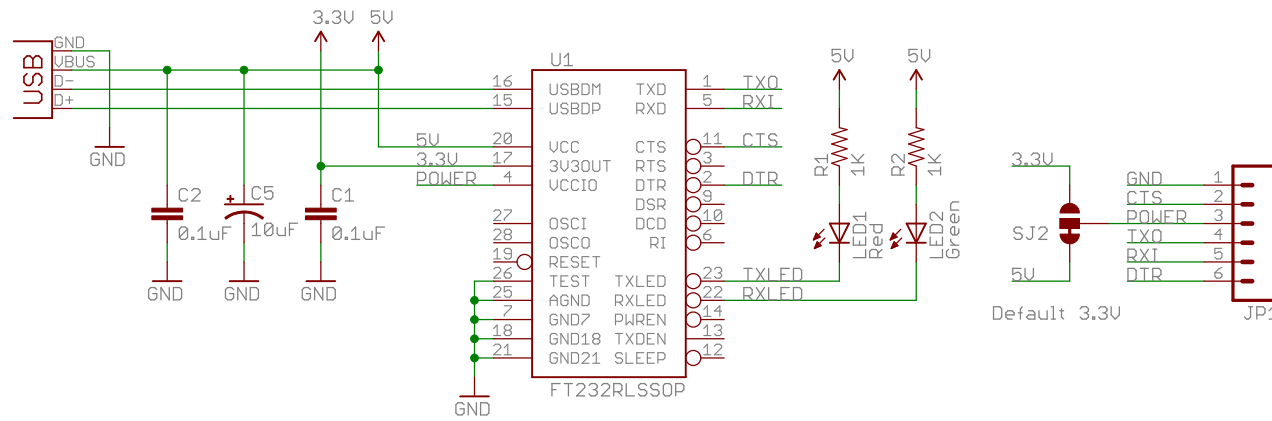 3.3V 5V
USB
GND
VBUS
D-
D+
GND
C2
0.1uF
GND
C5
10uF
GND
C1
0.1uF
GND
5V
3.3V
POWER
U1
16 USBDM TXD 1 TXO
15 USBDP RXD 5 RXI
20 VCC CTS 11 CTS
17 3V3OUT RTS 3
4 VCCIO DTR 2 DTR
DSR 9
27 OSCI DCD 10
28 OSCO RI 6
19 RESET
26 TEST TXLED 23 TXLED
25 AGND RXLED 22 RXLED
7 GND7 PWREN 14
18 GND18 TXDEN 13
21 GND21 SLEEP 12
FT232RLSSOP
GND
5V
R1
1K
LED1
Red
5V
R2
1K
LED2
Green
3.3V
SJ2
5V
Default 3.3V
GND 1
CTS 2
POWER 3
TXO 4
RXI 5
DTR 6
JP1